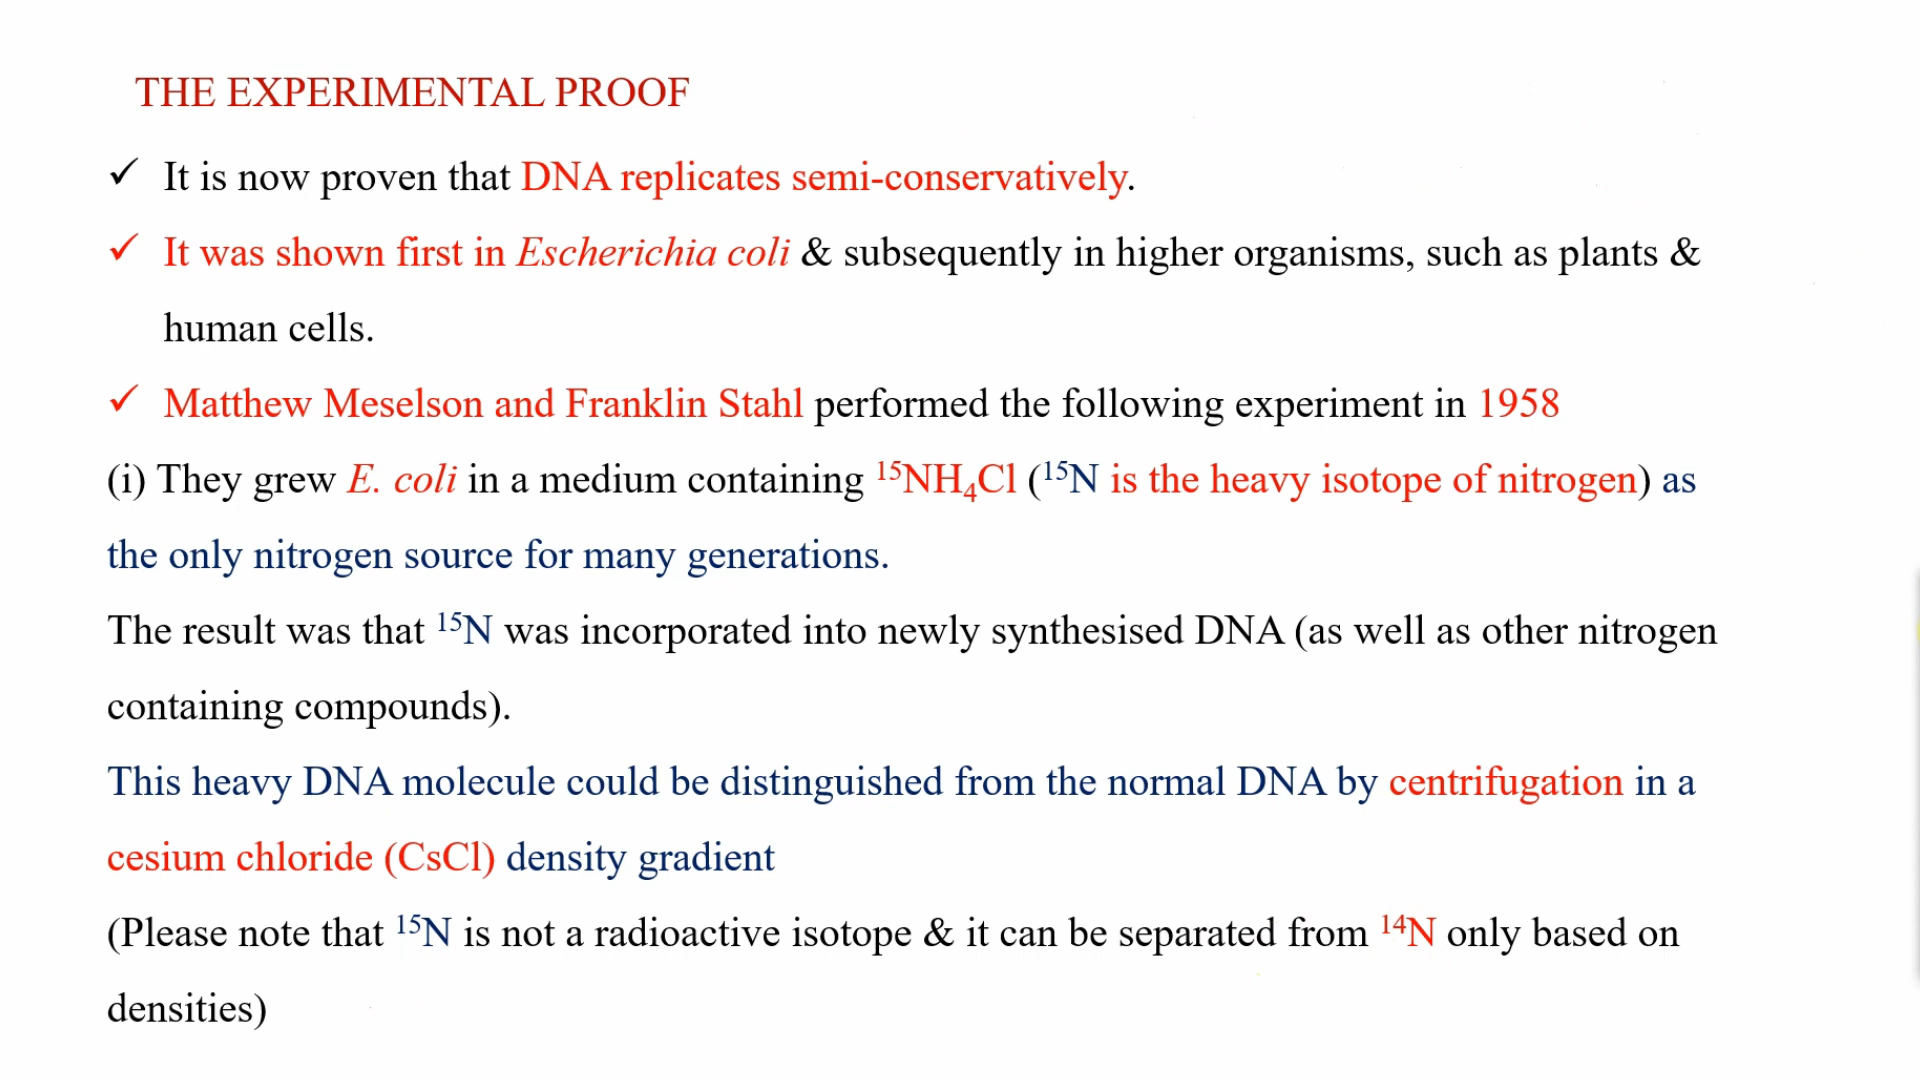 THE EXPERIMENTAL PROOF
✓ It is now proven that DNA replicates semi-conservatively.
✓ It was shown first in Escherichia coli & subsequently in higher organisms, such as plants &
human cells.
✓ Matthew Meselson and Franklin Stahl performed the following experiment in 1958
(i) They grew E. coli in a medium containing ¹⁵NH₄Cl (¹⁵N is the heavy isotope of nitrogen) as
the only nitrogen source for many generations.
The result was that ¹⁵N was incorporated into newly synthesised DNA (as well as other nitrogen
containing compounds).
This heavy DNA molecule could be distinguished from the normal DNA by centrifugation in a
cesium chloride (CsCl) density gradient
(Please note that ¹⁵N is not a radioactive isotope & it can be separated from ¹⁴N only based on
densities)